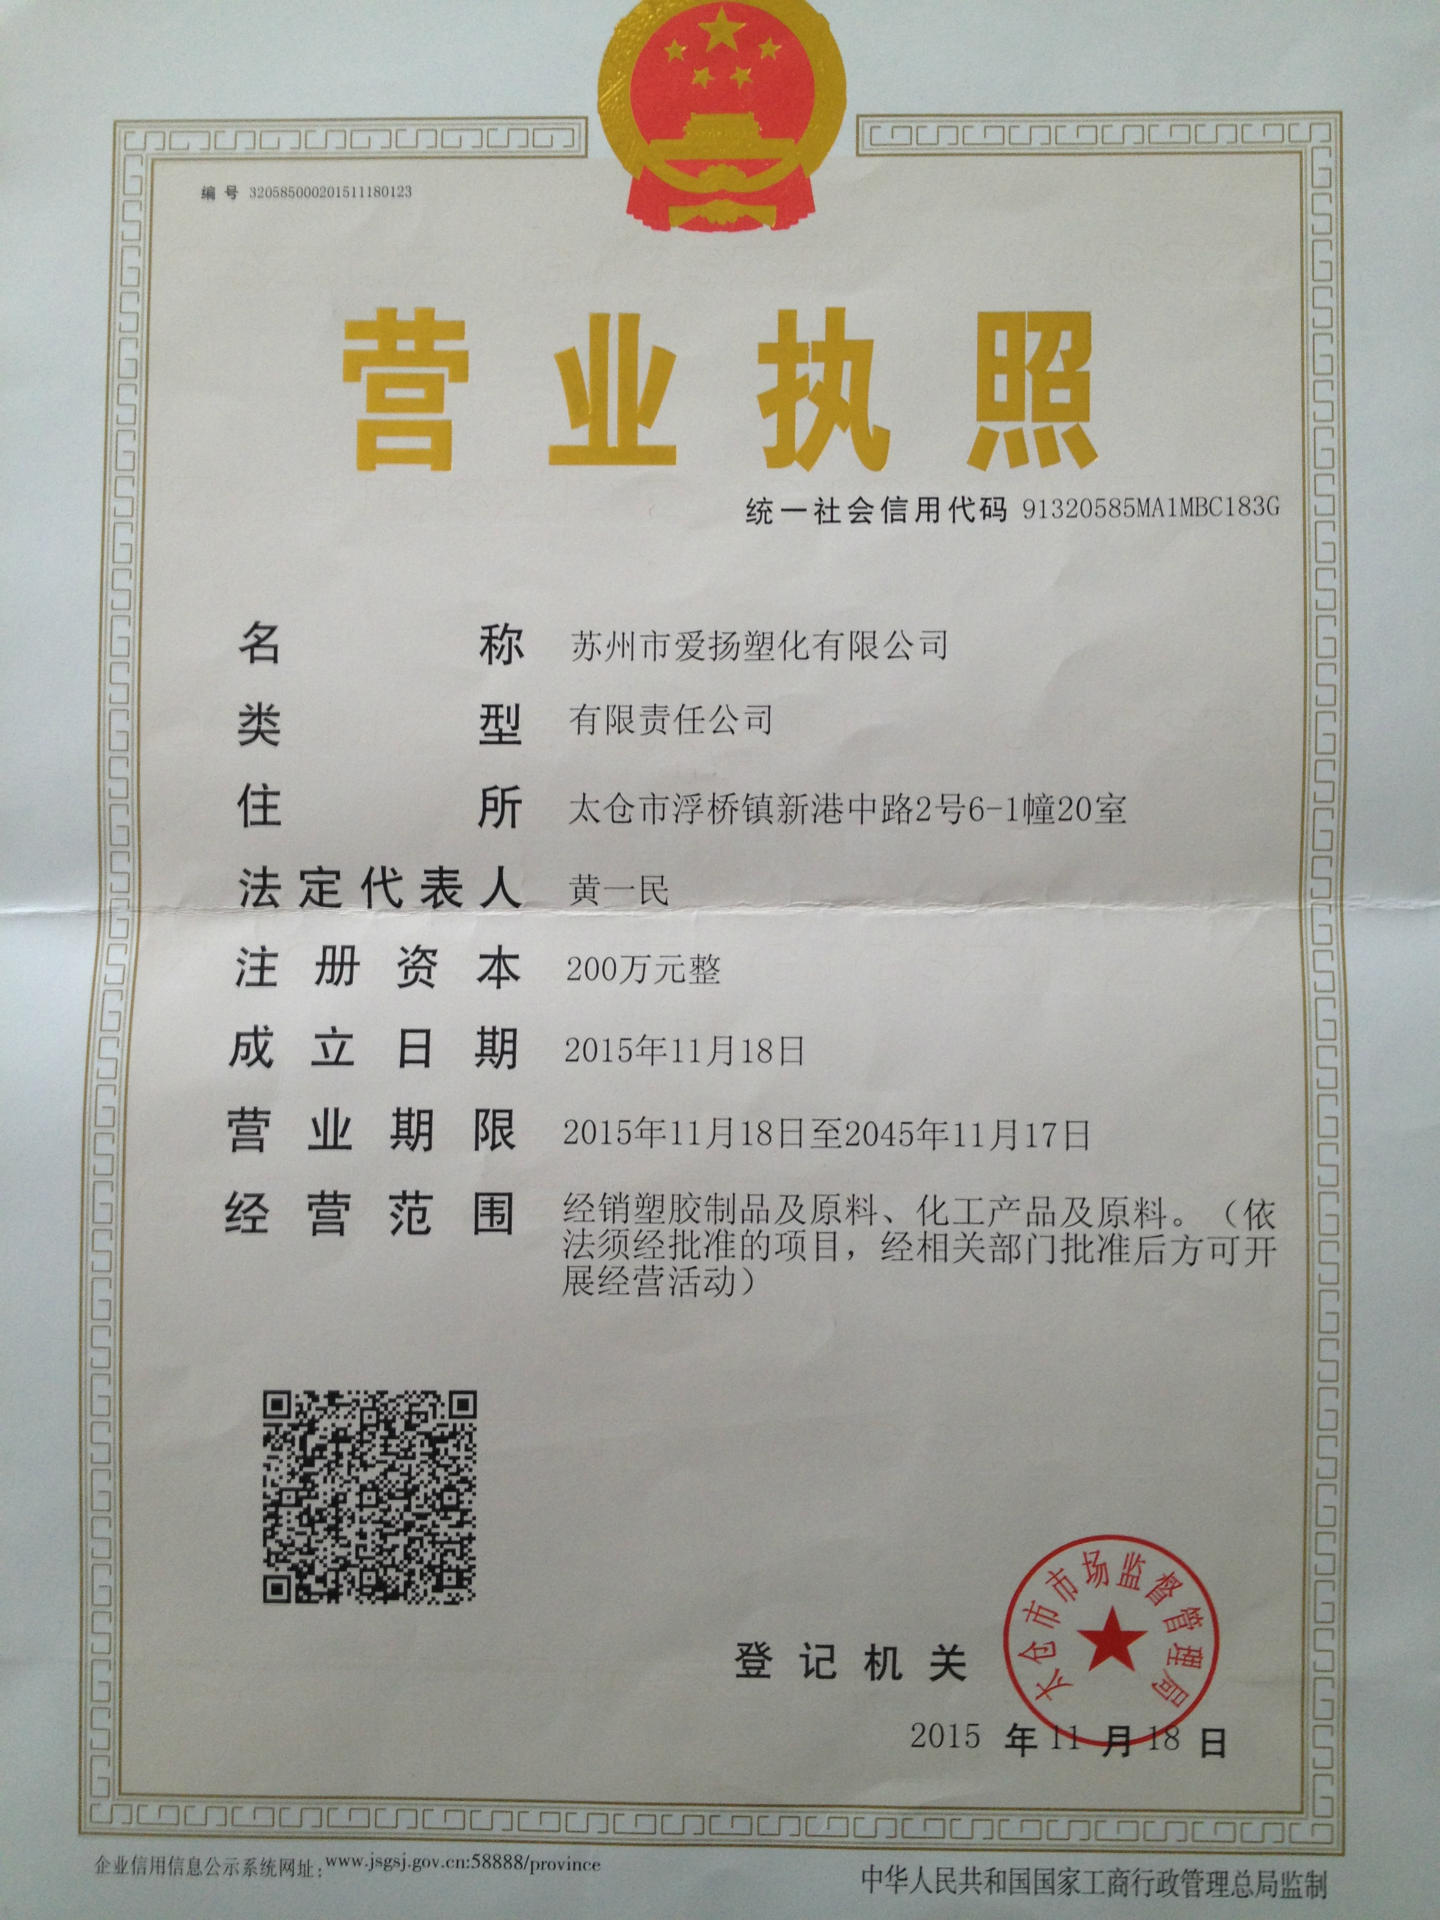 编号 320585000201511180123
营业执照
统一社会信用代码 91320585MA1MBC183G
名称 苏州市爱扬塑化有限公司
类型 有限责任公司
住所 太仓市浮桥镇新港中路2号6-1幢20室
法定代表人 黄一民
注册资本 200万元整
成立日期 2015年11月18日
营业期限 2015年11月18日至2045年11月17日
经营范围 经销塑胶制品及原料、化工产品及原料。（依
法须经批准的项目，经相关部门批准后方可开
展经营活动）
太仓市市场监督管理局
登记机关
2015 年 11 月 18 日
企业信用信息公示系统网址：www.jsgsj.gov.cn:58888/province
中华人民共和国国家工商行政管理总局监制